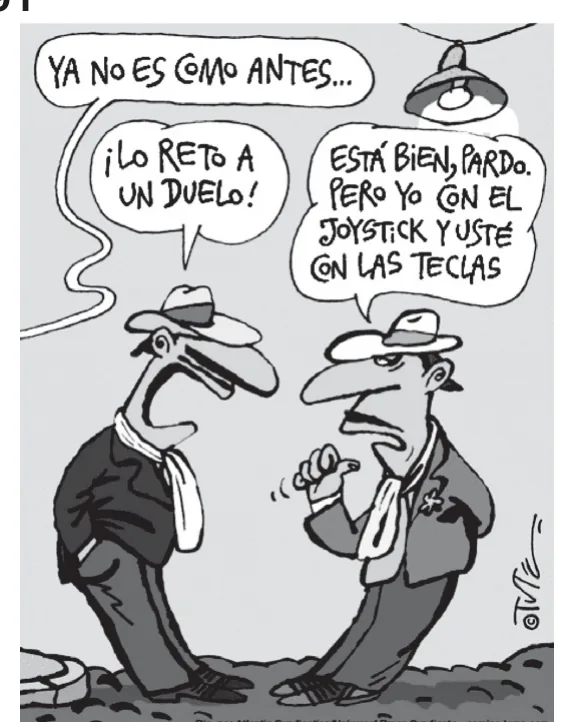 YA NO ES COMO ANTES...
¡LO RETO A
UN DUELO!
ESTÁ BIEN, PARDO.
PERO YO CON EL
JOYSTICK Y USTÉ
CON LAS TECLAS
©TUTE